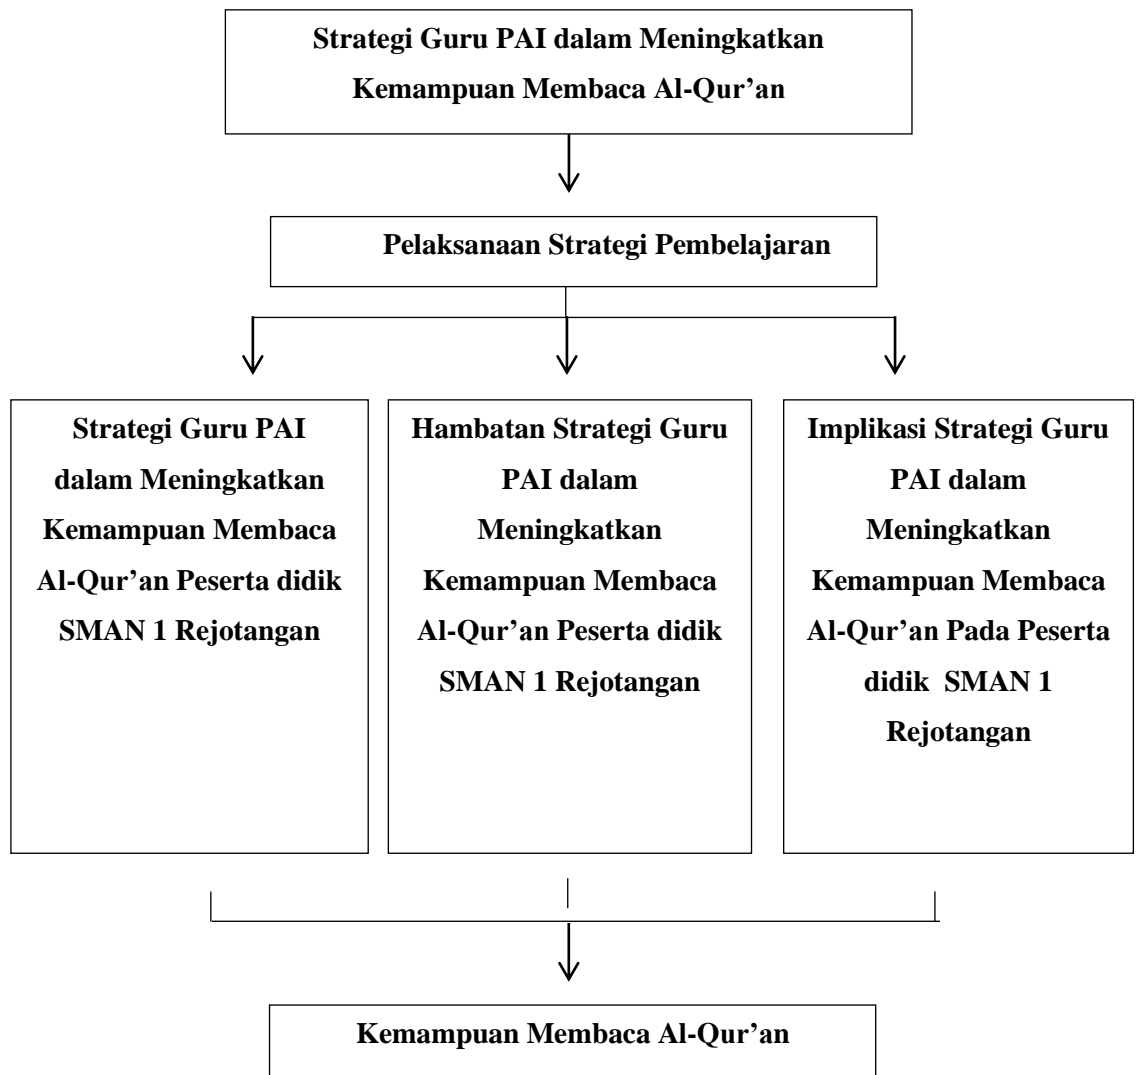 Strategi Guru PAI dalam Meningkatkan
Kemampuan Membaca Al-Qur’an
Pelaksanaan Strategi Pembelajaran
Strategi Guru PAI
dalam Meningkatkan
Kemampuan Membaca
Al-Qur’an Peserta didik
SMAN 1 Rejotangan
Hambatan Strategi Guru
PAI dalam
Meningkatkan
Kemampuan Membaca
Al-Qur’an Peserta didik
SMAN 1 Rejotangan
Implikasi Strategi Guru
PAI dalam
Meningkatkan
Kemampuan Membaca
Al-Qur’an Pada Peserta
didik  SMAN 1
Rejotangan
Kemampuan Membaca Al-Qur’an